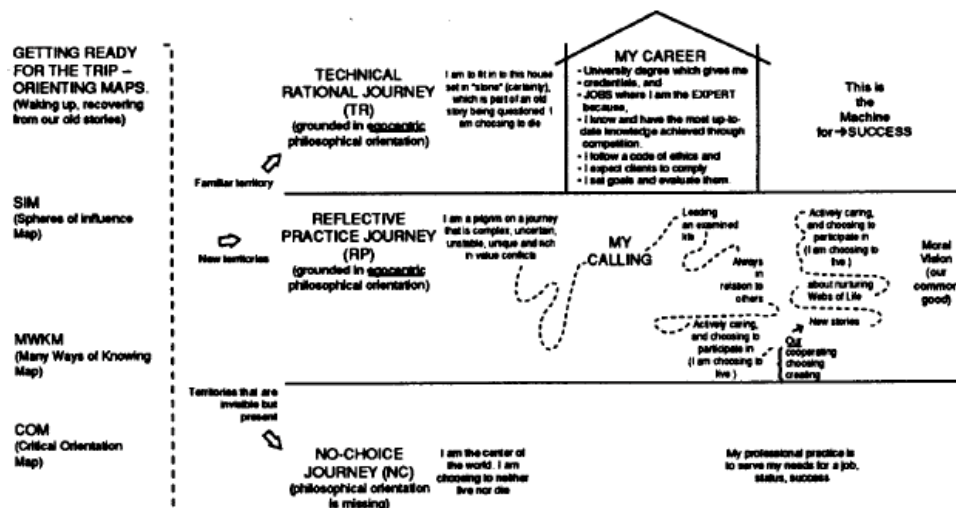 GETTING READY
FOR THE TRIP –
ORIENTING MAPS.
(Waking up, recovering
from our old stories)
SIM
(Spheres of influence
Map)
MWKM
(Many Ways of Knowing
Map)
COM
(Critical Orientation
Map)
Familiar territory
New territories
Territories that are
invisible but
present
TECHNICAL
RATIONAL JOURNEY
(TR)
(grounded in egocentric
philosophical orientation)
I am to fit in to this house
set in "stone" (certainty),
which is part of an old
story being questioned. I
am choosing to die
MY CAREER
• University degree which gives me
credentials, and
• JOBS where I am the EXPERT
because,
• I know and have the most up-to-
date knowledge achieved through
competition.
• I follow a code of ethics and
• I expect clients to comply
• I set goals and evaluate them.
This is
the
Machine
for →SUCCESS
REFLECTIVE
PRACTICE JOURNEY
(RP)
(grounded in egocentric
philosophical orientation)
I am a pilgrim on a journey
that is complex, uncertain,
unstable, unique and rich
in value conflicts
MY
CALLING
Leading
an examined
life
Always
in
relation to
others
Actively caring,
and choosing to
participate in
(I am choosing to
live )
Actively caring,
and choosing to
participate in
(I am choosing to
live )
about nurturing
Webs of Life
New stories
Our
cooperating
choosing
creating
Moral
Vision
(our
common
good)
NO-CHOICE
JOURNEY (NC)
(philosophical orientation
is missing)
I am the center of
the world. I am
choosing to neither
live nor die
My professional practice is
to serve my needs for a job,
status, success